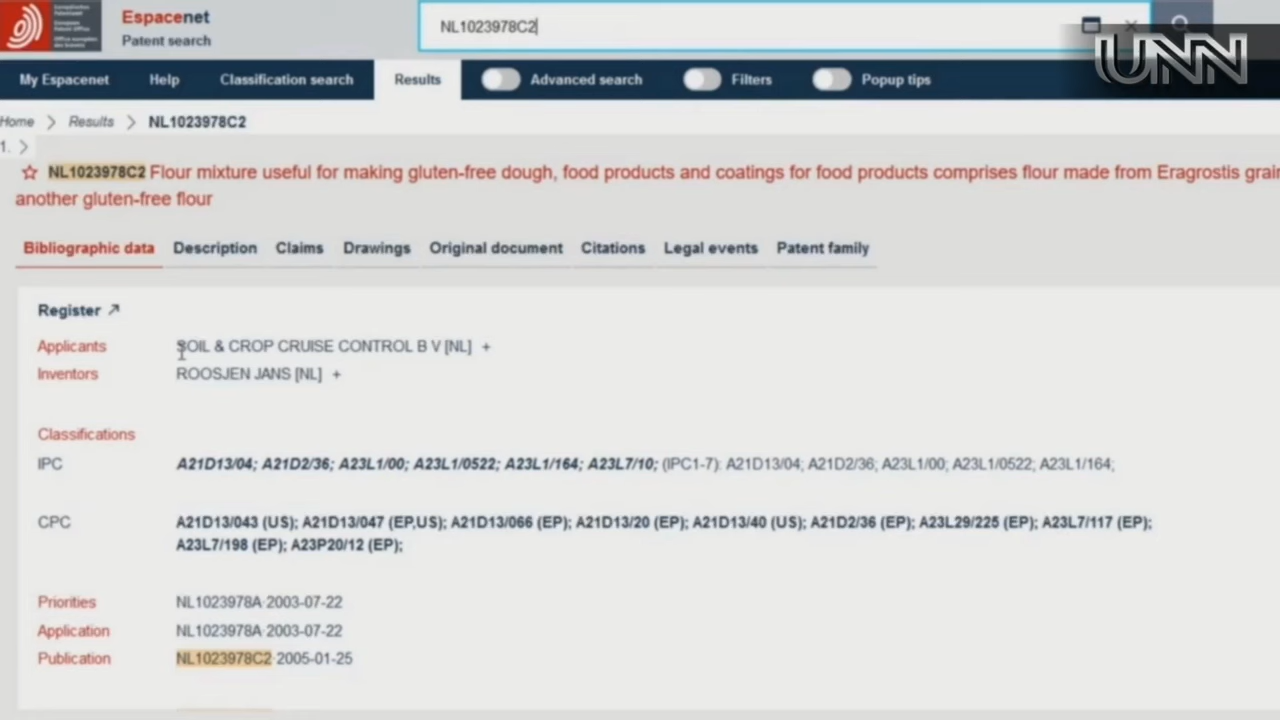 Espacenet
Patent search
NL1023978C2
UNN
My Espacenet Help Classification search Results Advanced search Filters Popup tips
Home > Results > NL1023978C2
1. >
NL1023978C2 Flour mixture useful for making gluten-free dough, food products and coatings for food products comprises flour made from Eragrostis grain
another gluten-free flour
Bibliographic data Description Claims Drawings Original document Citations Legal events Patent family
Register
Applicants SOIL & CROP CRUISE CONTROL B V [NL] +
Inventors ROOSJEN JANS [NL] +
Classifications
IPC A21D13/04; A21D2/36; A23L1/00; A23L1/0522; A23L1/164; A23L7/10; (IPC1-7): A21D13/04; A21D2/36; A23L1/00; A23L1/0522; A23L1/164;
CPC A21D13/043 (US); A21D13/047 (EP,US); A21D13/066 (EP); A21D13/20 (EP); A21D13/40 (US); A21D2/36 (EP); A23L29/225 (EP); A23L7/117 (EP);
A23L7/198 (EP); A23P20/12 (EP);
Priorities NL1023978A·2003-07-22
Application NL1023978A·2003-07-22
Publication NL1023978C2·2005-01-25